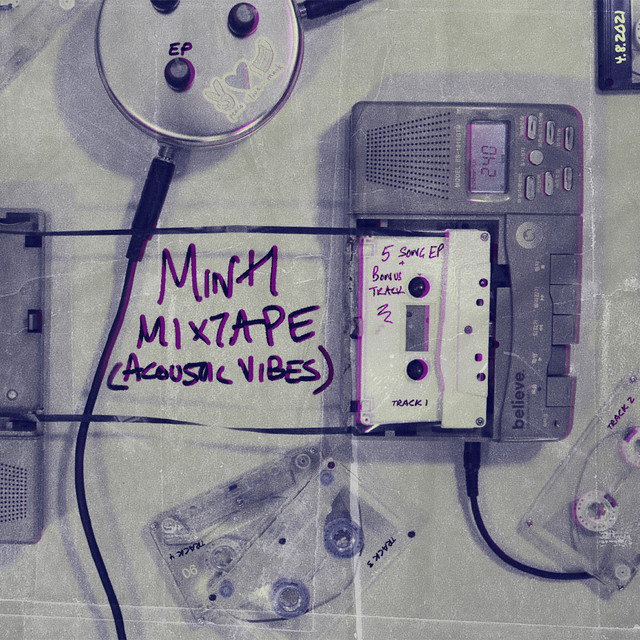 EP
4.8.2021
042
MINH
MIXTAPE
(ACOUSTIC VIBES)
5 SONG EP
+
BONUS
TRACK
TRACK 1
believe.
TRACK 2
TRACK 4
90
TRACK 3